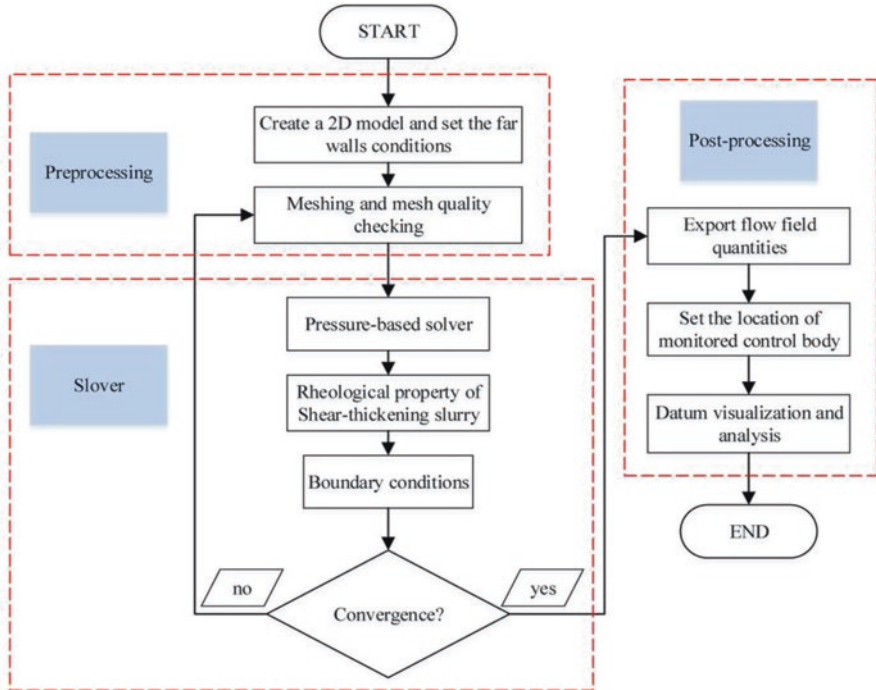 START
Preprocessing
Create a 2D model and set the far
walls conditions
Meshing and mesh quality
checking
Slover
Pressure-based solver
Rheological property of
Shear-thickening slurry
Boundary conditions
no
Convergence?
yes
Post-processing
Export flow field
quantities
Set the location of
monitored control body
Datum visualization and
analysis
END